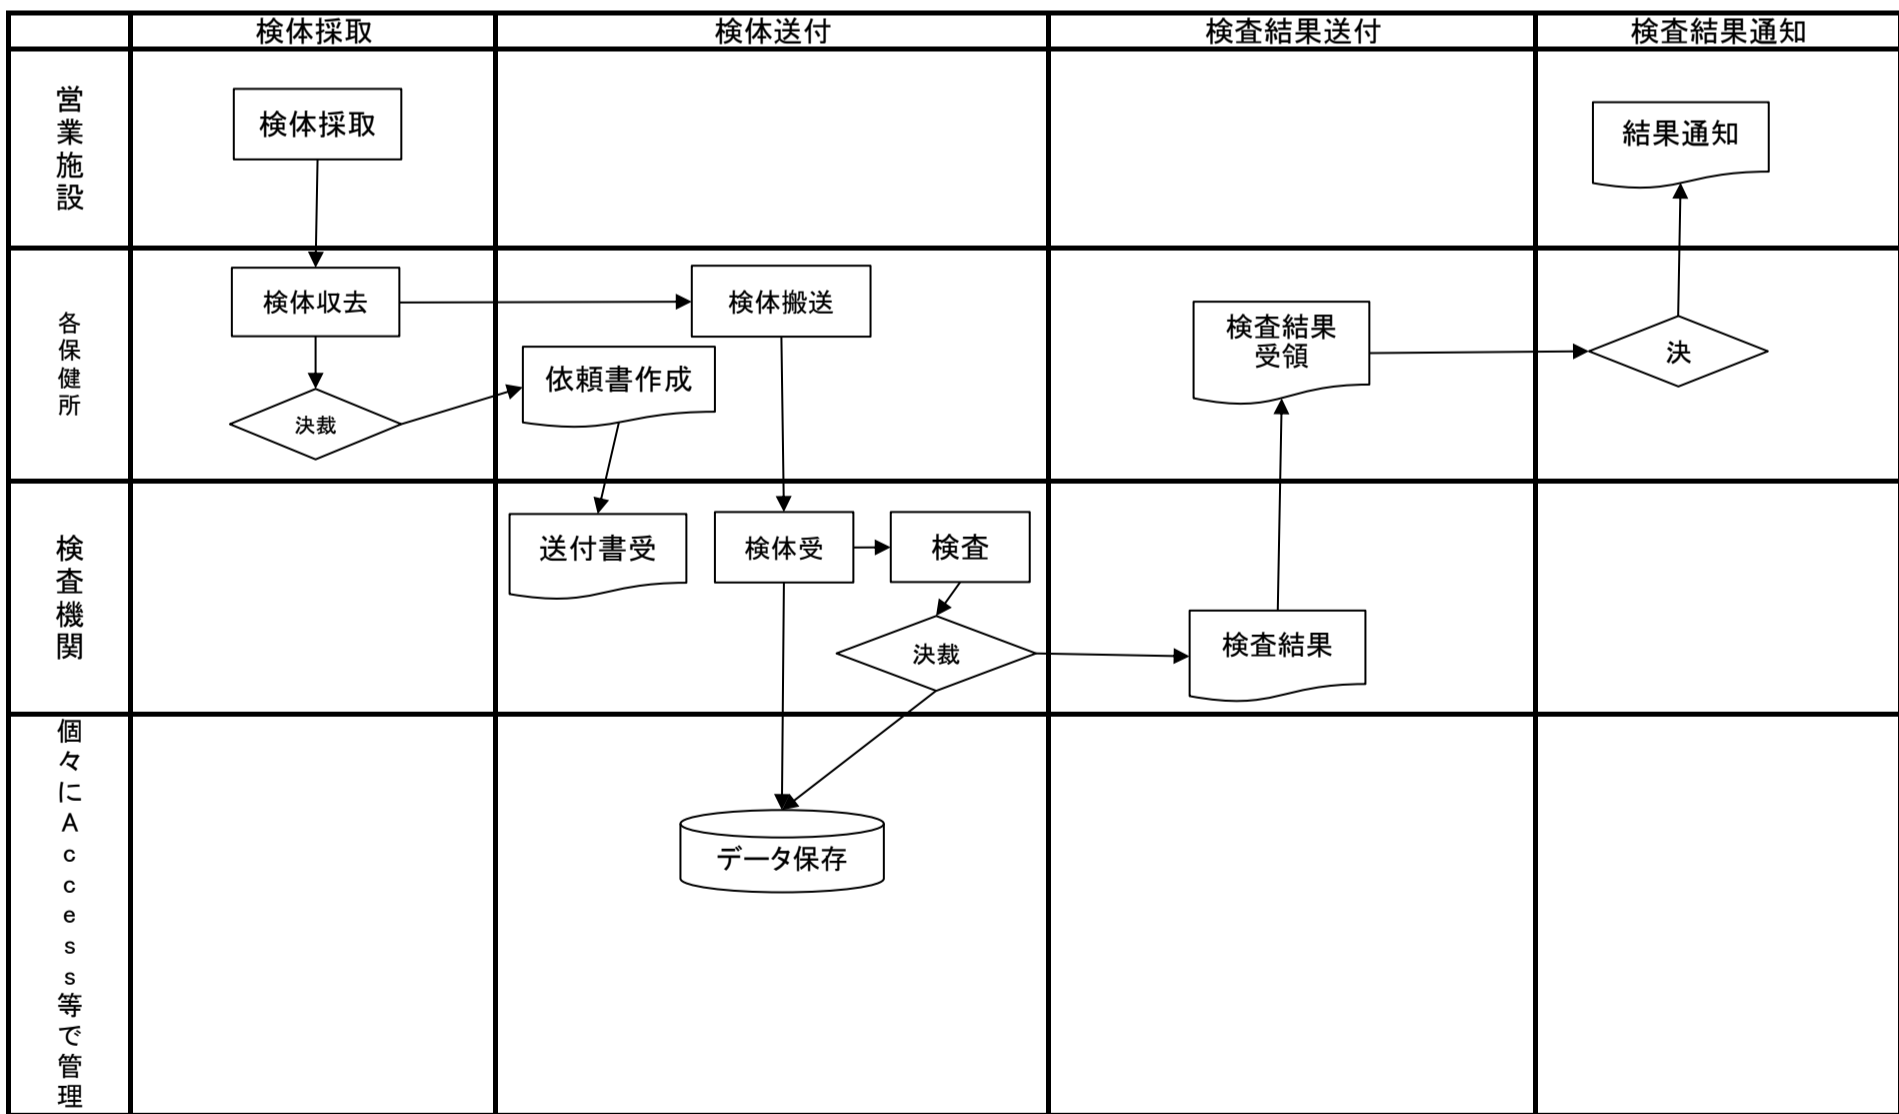 検体採取
検体送付
検査結果送付
検査結果通知
営業施設
検体採取
結果通知
各保健所
検体収去
検体搬送
検査結果
受領
決
依頼書作成
決裁
検査機関
送付書受
検体受
検査
決裁
検査結果
個々にAccess等で管理
データ保存